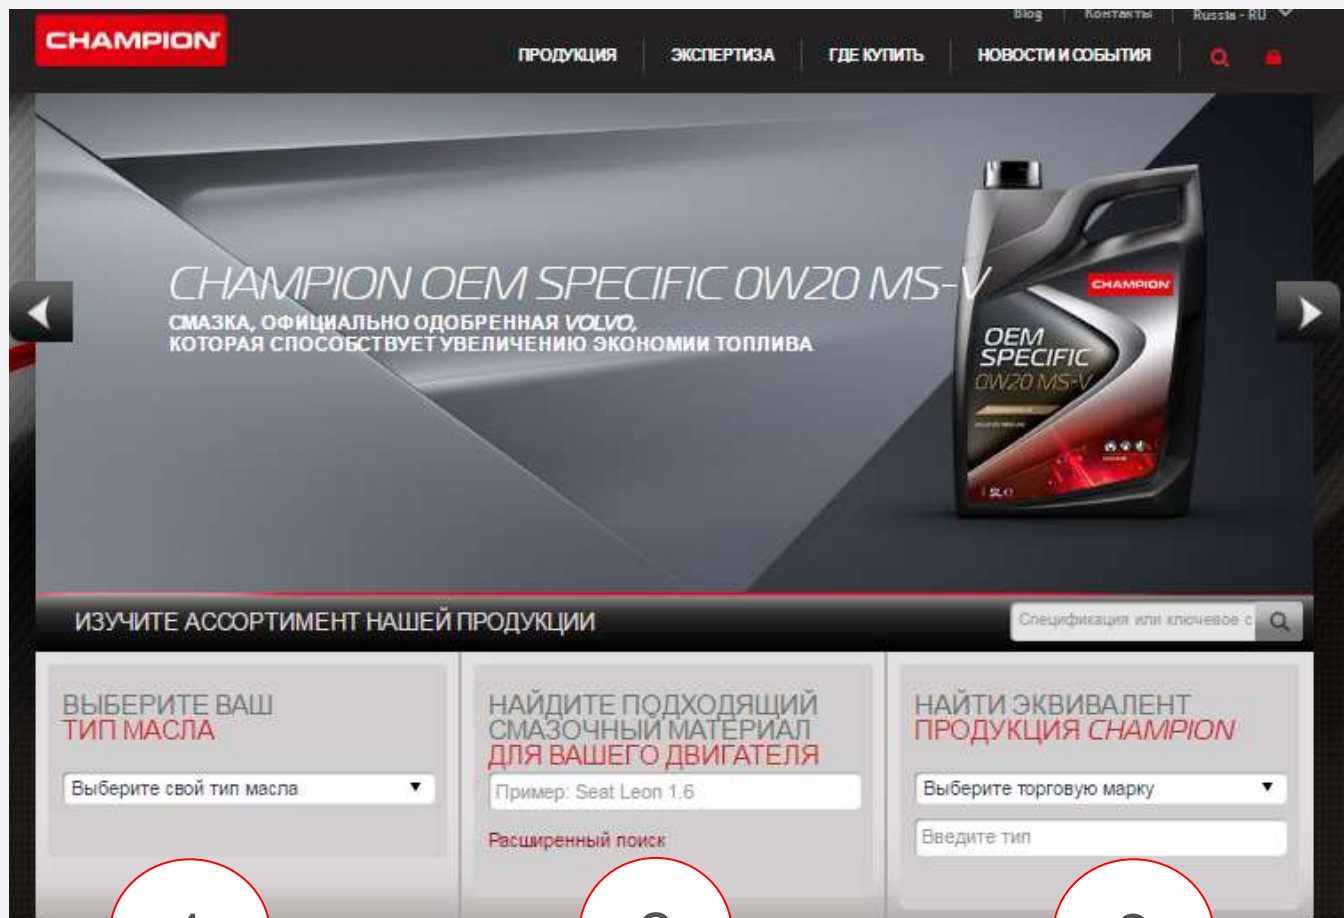 Blog
Контакты
Russia - RU
CHAMPION
ПРОДУКЦИЯ
ЭКСПЕРТИЗА
ГДЕ КУПИТЬ
НОВОСТИ И СОБЫТИЯ
CHAMPION OEM SPECIFIC 0W20 MS-V
СМАЗКА, ОФИЦИАЛЬНО ОДОБРЕННАЯ VOLVO,
КОТОРАЯ СПОСОБСТВУЕТ УВЕЛИЧЕНИЮ ЭКОНОМИИ ТОПЛИВА
CHAMPION
OEM
SPECIFIC
0W20 MS-V
5L
ИЗУЧИТЕ АССОРТИМЕНТ НАШЕЙ ПРОДУКЦИИ
Спецификация или ключевое с
ВЫБЕРИТЕ ВАШ
ТИП МАСЛА
Выберите свой тип масла
НАЙДИТЕ ПОДХОДЯЩИЙ
СМАЗОЧНЫЙ МАТЕРИАЛ
ДЛЯ ВАШЕГО ДВИГАТЕЛЯ
Пример: Seat Leon 1.6
Расширенный поиск
НАЙТИ ЭКВИВАЛЕНТ
ПРОДУКЦИЯ CHAMPION
Выберите торговую марку
Введите тип